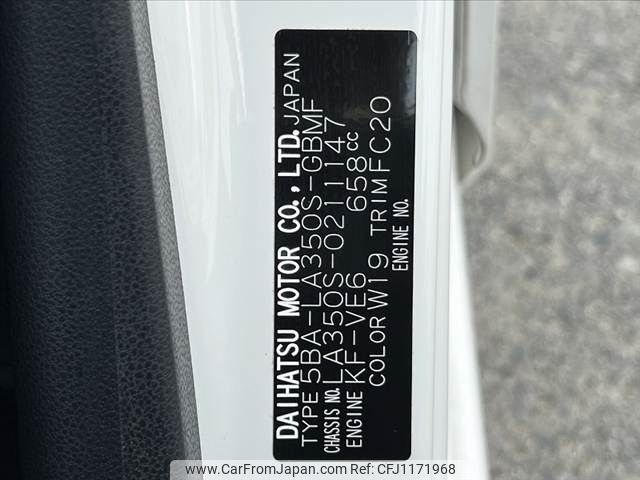 DAIHATSU MOTOR CO., LTD. JAPAN
TYPE 5BA-LA350S-GBMF
CHASSIS NO. LA350S-0211147
ENGINE KF-VE6 658cc
COLOR W19 TRIM FC20
ENGINE NO.
www.CarFromJapan.com - CFJ1171968